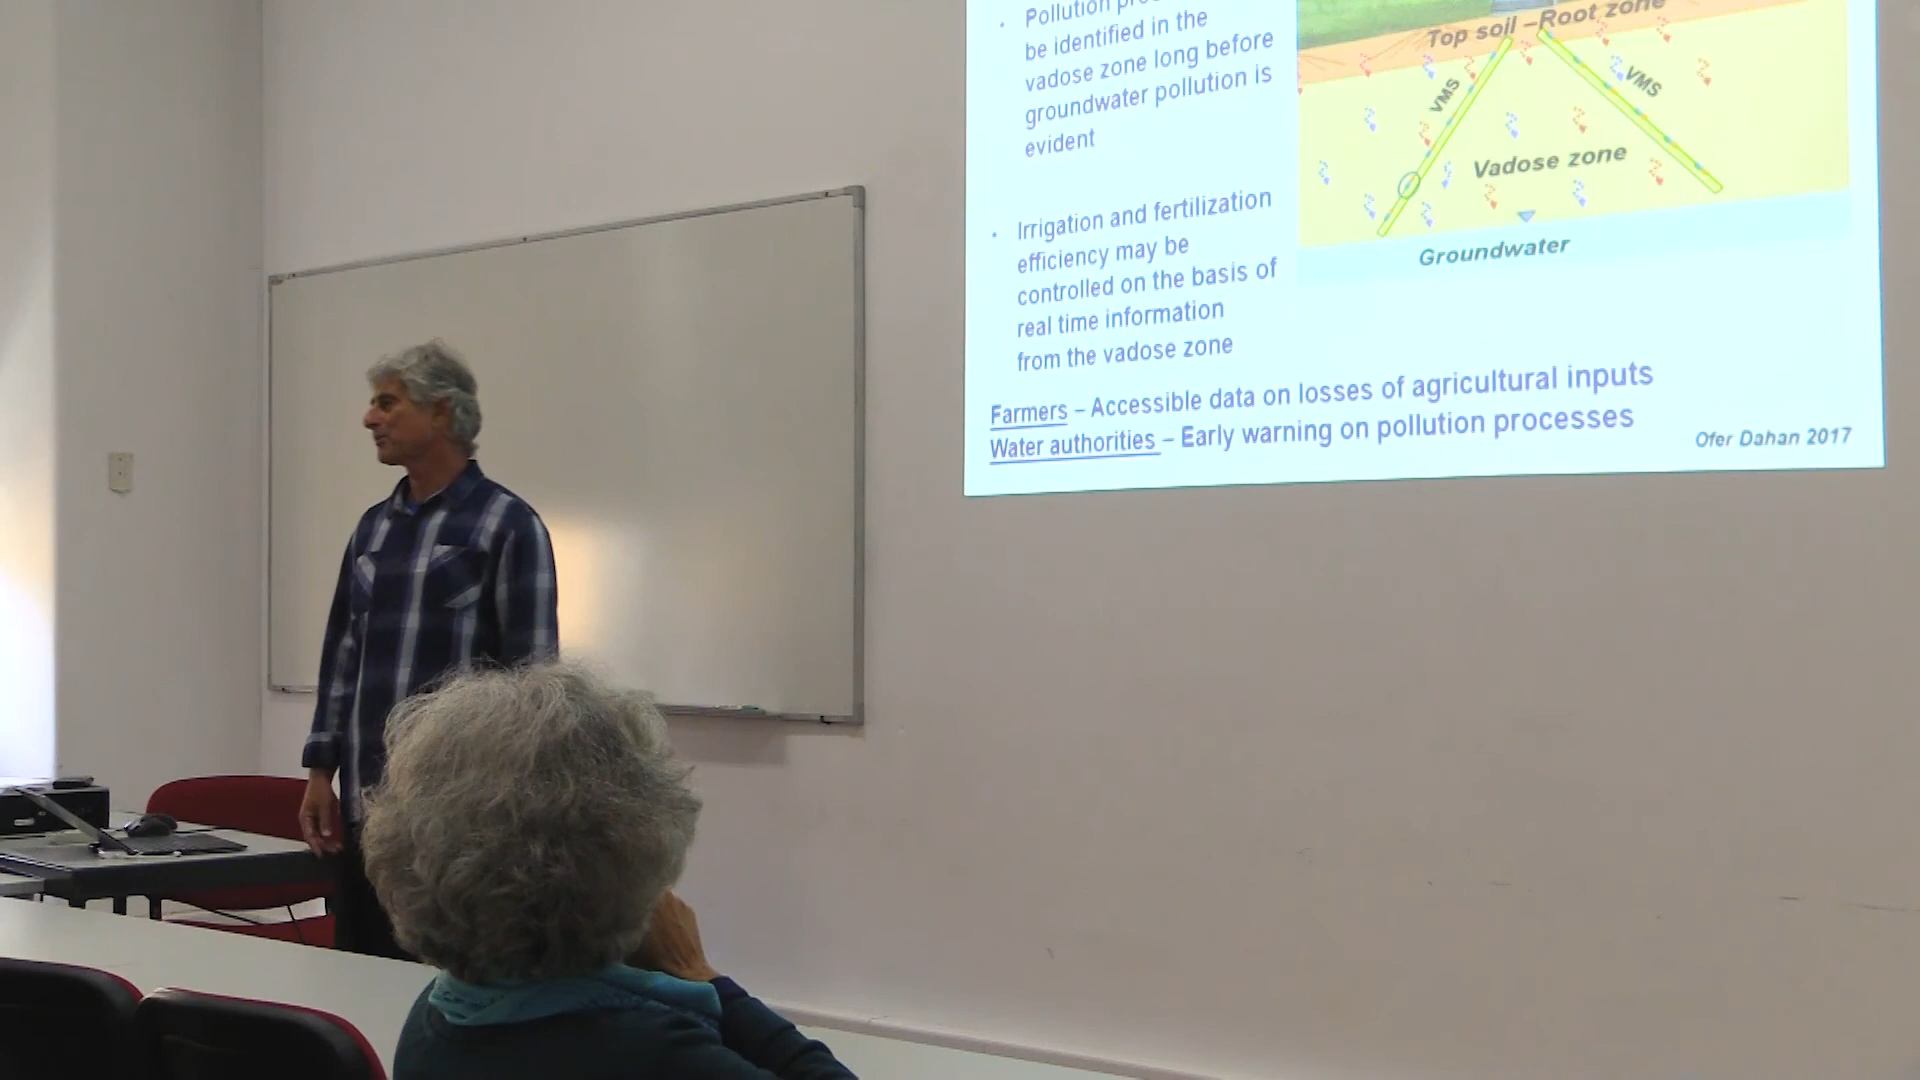 Pollution
be identified in the
vadose zone long before
groundwater pollution is
evident
Irrigation and fertilization
efficiency may be
controlled on the basis of
real time information
from the vadose zone
Top soil –Root zone
VMS
VMS
Vadose zone
Groundwater
Farmers – Accessible data on losses of agricultural inputs
Water authorities – Early warning on pollution processes
Ofer Dahan 2017